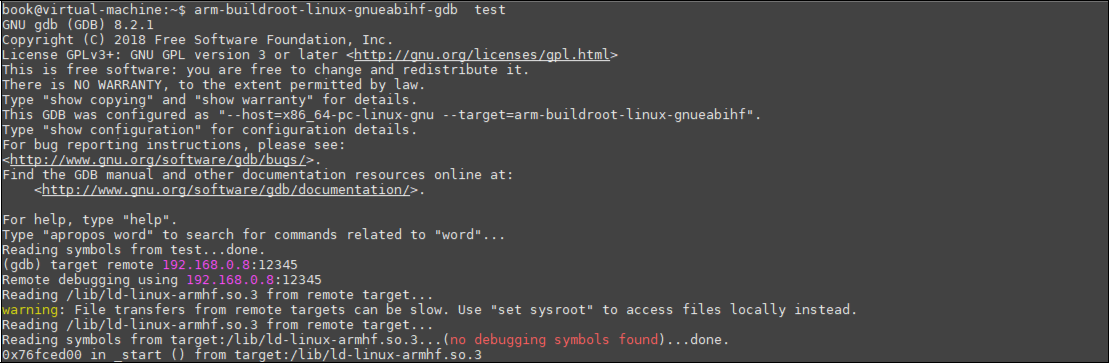 book@virtual-machine:~$ arm-buildroot-linux-gnueabihf-gdb  test
GNU gdb (GDB) 8.2.1
Copyright (C) 2018 Free Software Foundation, Inc.
License GPLv3+: GNU GPL version 3 or later <http://gnu.org/licenses/gpl.html>
This is free software: you are free to change and redistribute it.
There is NO WARRANTY, to the extent permitted by law.
Type "show copying" and "show warranty" for details.
This GDB was configured as "--host=x86_64-pc-linux-gnu --target=arm-buildroot-linux-gnueabihf".
Type "show configuration" for configuration details.
For bug reporting instructions, please see:
<http://www.gnu.org/software/gdb/bugs/>.
Find the GDB manual and other documentation resources online at:
    <http://www.gnu.org/software/gdb/documentation/>.

For help, type "help".
Type "apropos word" to search for commands related to "word"...
Reading symbols from test...done.
(gdb) target remote 192.168.0.8:12345
Remote debugging using 192.168.0.8:12345
Reading /lib/ld-linux-armhf.so.3 from remote target...
warning: File transfers from remote targets can be slow. Use "set sysroot" to access files locally instead.
Reading /lib/ld-linux-armhf.so.3 from remote target...
Reading symbols from target:/lib/ld-linux-armhf.so.3...(no debugging symbols found)...done.
0x76fced00 in _start () from target:/lib/ld-linux-armhf.so.3